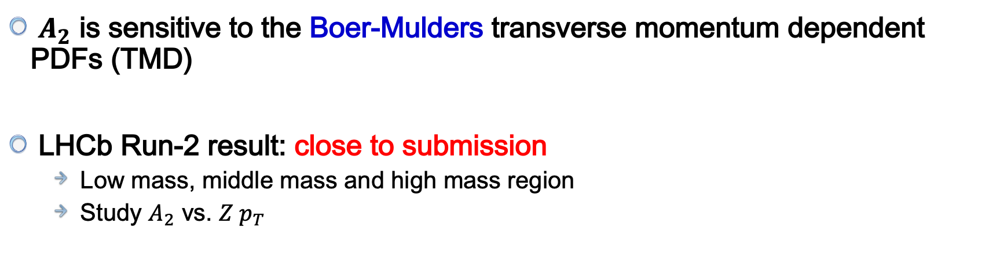 A₂ is sensitive to the Boer-Mulders transverse momentum dependent
PDFs (TMD)
LHCb Run-2 result: close to submission
Low mass, middle mass and high mass region
Study A₂ vs. Z p_T